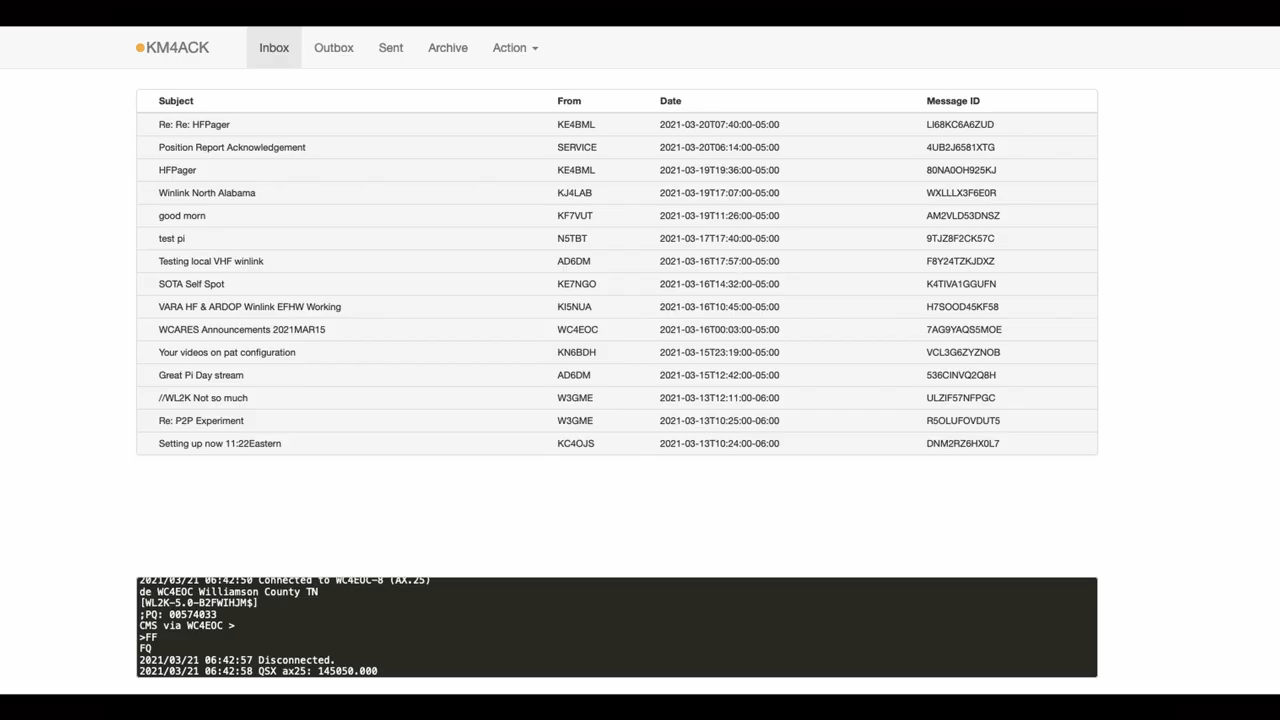 KM4ACK Inbox Outbox Sent Archive Action
Subject From Date Message ID
Re: Re: HFPager KE4BML 2021-03-20T07:40:00-05:00 LI68KC6A6ZUD
Position Report Acknowledgement SERVICE 2021-03-20T06:14:00-05:00 4UB2J6581XTG
HFPager KE4BML 2021-03-19T19:36:00-05:00 80NA0OH925KJ
Winlink North Alabama KJ4LAB 2021-03-19T17:07:00-05:00 WXLLLX3F6E0R
good morn KF7VUT 2021-03-19T11:26:00-05:00 AM2VLD53DNSZ
test pi N5TBT 2021-03-17T17:40:00-05:00 9TJZ8F2CK57C
Testing local VHF winlink AD6DM 2021-03-16T17:57:00-05:00 F8Y24TZKJDXZ
SOTA Self Spot KE7NGO 2021-03-16T14:32:00-05:00 K4TIVA1GGUFN
VARA HF & ARDOP Winlink EFHW Working KI5NUA 2021-03-16T10:45:00-05:00 H7SOOD45KF58
WCARES Announcements 2021MAR15 WC4EOC 2021-03-16T00:03:00-05:00 7AG9YAQS5MOE
Your videos on pat configuration KN6BDH 2021-03-15T23:19:00-05:00 VCL3G6ZYZNOB
Great Pi Day stream AD6DM 2021-03-15T12:42:00-05:00 536CINVQ2Q8H
//WL2K Not so much W3GME 2021-03-13T12:11:00-06:00 ULZIF57NFPGC
Re: P2P Experiment W3GME 2021-03-13T10:25:00-06:00 R5OLUFOVDUT5
Setting up now 11:22Eastern KC4OJS 2021-03-13T10:24:00-06:00 DNM2RZ6HX0L7
2021/03/21 06:42:50 Connected to WC4EOC-8 (AX.25)
de WC4EOC Williamson County TN
[WL2K-5.0-B2FWIHJM$]
;PQ: 00574033
CMS via WC4EOC >
>FF
FQ
2021/03/21 06:42:57 Disconnected.
2021/03/21 06:42:58 QSX ax25: 145050.000